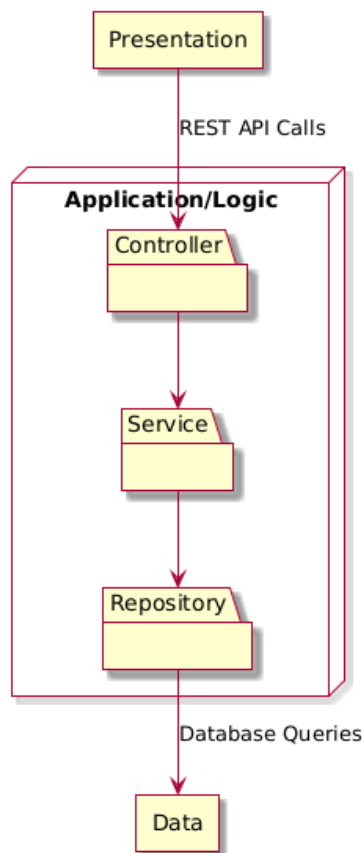 Presentation
REST API Calls
Application/Logic
Controller
Service
Repository
Database Queries
Data